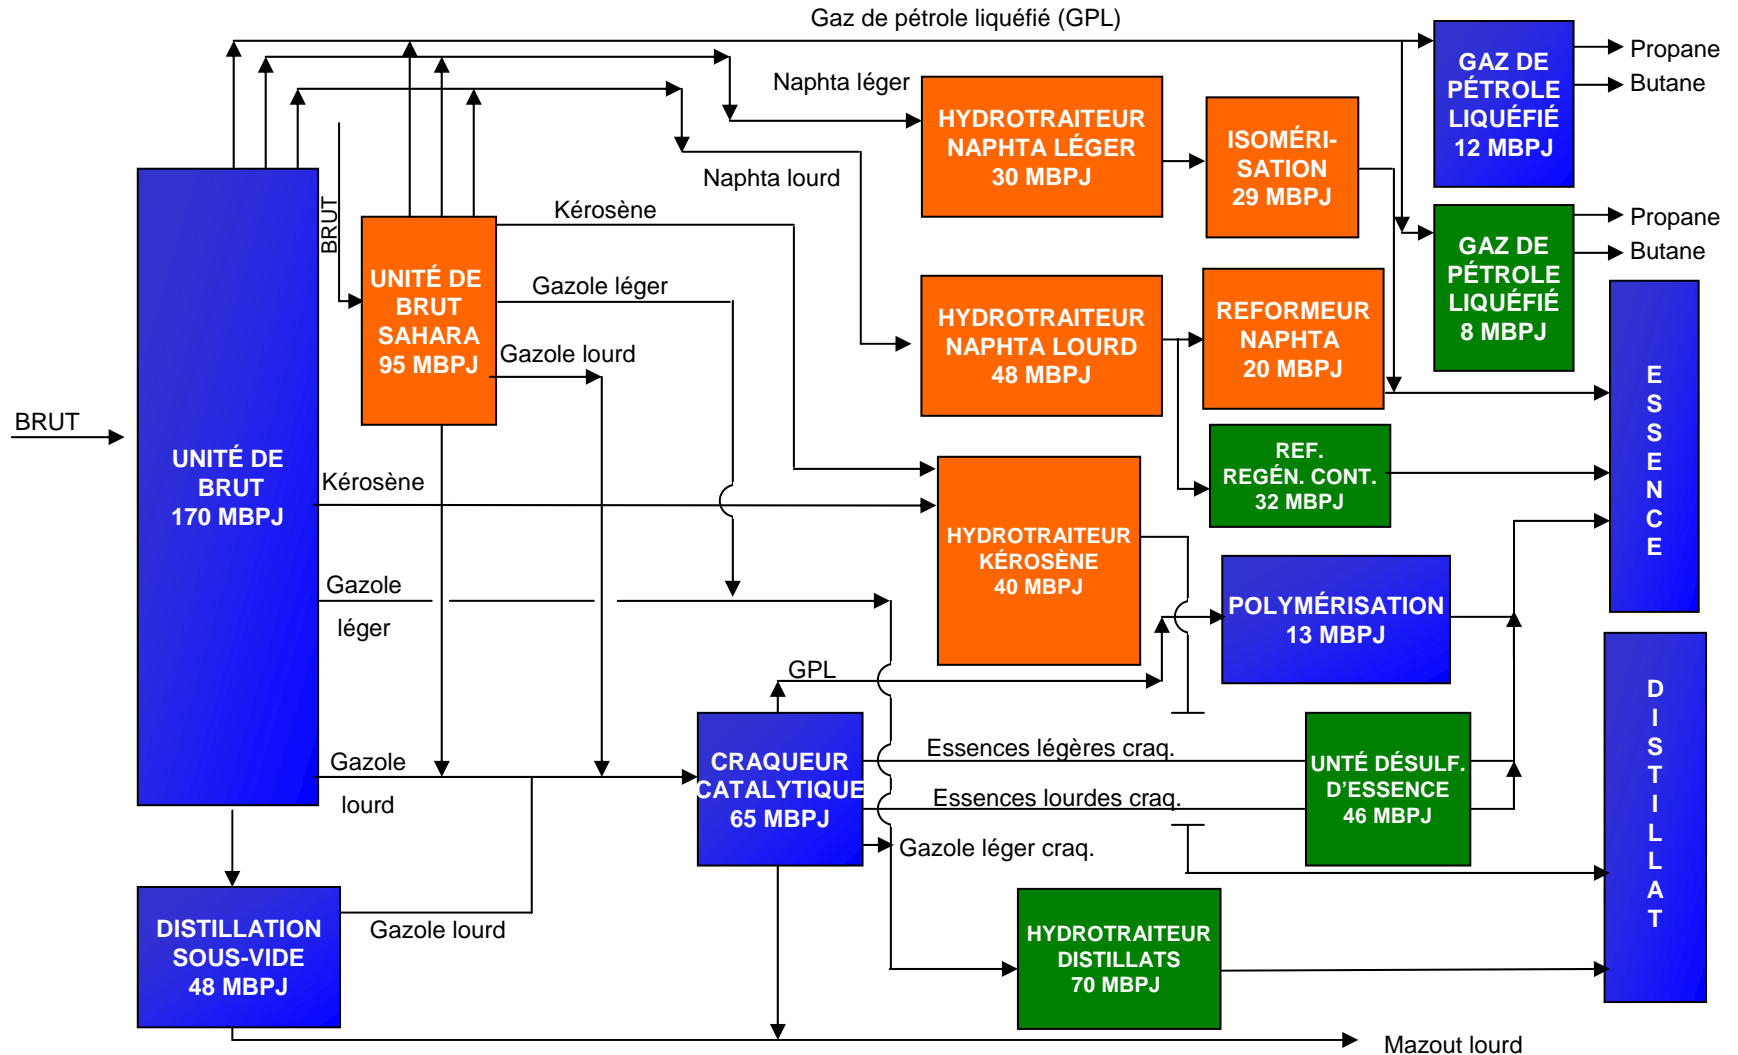 Gaz de pétrole liquéfié (GPL)
GAZ DE
PÉTROLE
LIQUÉFIÉ
12 MBPJ
Propane
Butane
Naphta léger
HYDROTRAITEUR
NAPHTA LÉGER
30 MBPJ
ISOMÉRI-
SATION
29 MBPJ
Naphta lourd
BRUT
Kérosène
GAZ DE
PÉTROLE
LIQUÉFIÉ
8 MBPJ
Propane
Butane
UNITÉ DE
BRUT
SAHARA
95 MBPJ
Gazole léger
Gazole lourd
HYDROTRAITEUR
NAPHTA LOURD
48 MBPJ
REFORMEUR
NAPHTA
20 MBPJ
ESSENCE
BRUT
UNITÉ DE
BRUT
170 MBPJ
Kérosène
REF.
REGÉN. CONT.
32 MBPJ
HYDROTRAITEUR
KÉROSÈNE
40 MBPJ
Gazole
léger
POLYMÉRISATION
13 MBPJ
GPL
DISTILLAT
Gazole
lourd
CRAQUEUR
CATALYTIQUE
65 MBPJ
Essences légères craq.
Essences lourdes craq.
Gazole léger craq.
UNTÉ DÉSULF.
D'ESSENCE
46 MBPJ
DISTILLATION
SOUS-VIDE
48 MBPJ
Gazole lourd
HYDROTRAITEUR
DISTILLATS
70 MBPJ
Mazout lourd